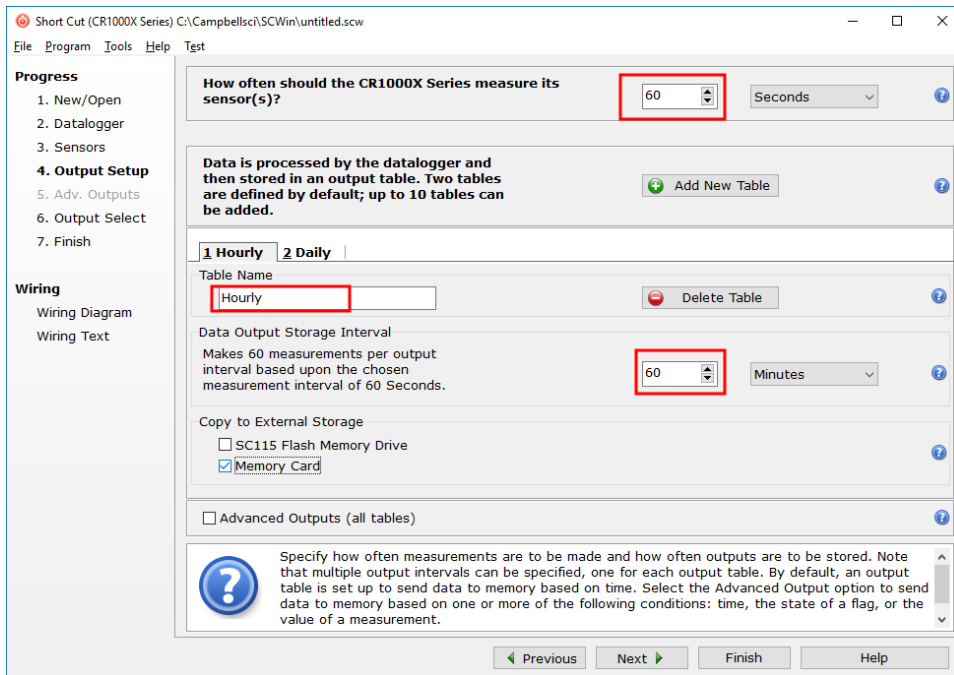 Short Cut (CR1000X Series) C:\Campbellsci\SCWin\untitled.scw
File Program Tools Help Test
Progress
1. New/Open
2. Datalogger
3. Sensors
4. Output Setup
5. Adv. Outputs
6. Output Select
7. Finish
Wiring
Wiring Diagram
Wiring Text
How often should the CR1000X Series measure its
sensor(s)?
60
Seconds
Data is processed by the datalogger and
then stored in an output table. Two tables
are defined by default; up to 10 tables can
be added.
Add New Table
1 Hourly
2 Daily
Table Name
Hourly
Delete Table
Data Output Storage Interval
Makes 60 measurements per output
interval based upon the chosen
measurement interval of 60 Seconds.
60
Minutes
Copy to External Storage
SC115 Flash Memory Drive
Memory Card
Advanced Outputs (all tables)
Specify how often measurements are to be made and how often outputs are to be stored. Note
that multiple output intervals can be specified, one for each output table. By default, an output
table is set up to send data to memory based on time. Select the Advanced Output option to send
data to memory based on one or more of the following conditions: time, the state of a flag, or the
value of a measurement.
Previous
Next
Finish
Help